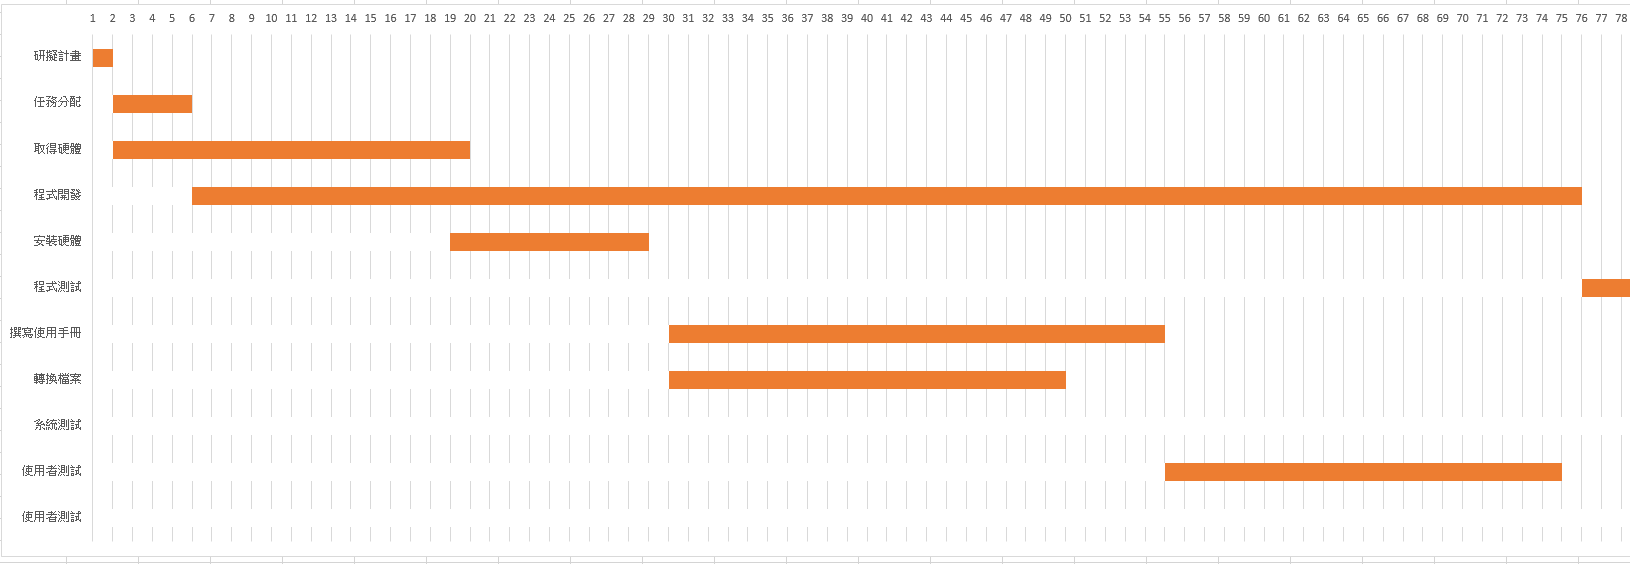 1 2 3 4 5 6 7 8 9 10 11 12 13 14 15 16 17 18 19 20 21 22 23 24 25 26 27 28 29 30 31 32 33 34 35 36 37 38 39 40 41 42 43 44 45 46 47 48 49 50 51 52 53 54 55 56 57 58 59 60 61 62 63 64 65 66 67 68 69 70 71 72 73 74 75 76 77 78
研擬計畫
任務分配
取得硬體
程式開發
安裝硬體
程式測試
撰寫使用手冊
轉換檔案
系統測試
使用者測試
使用者測試